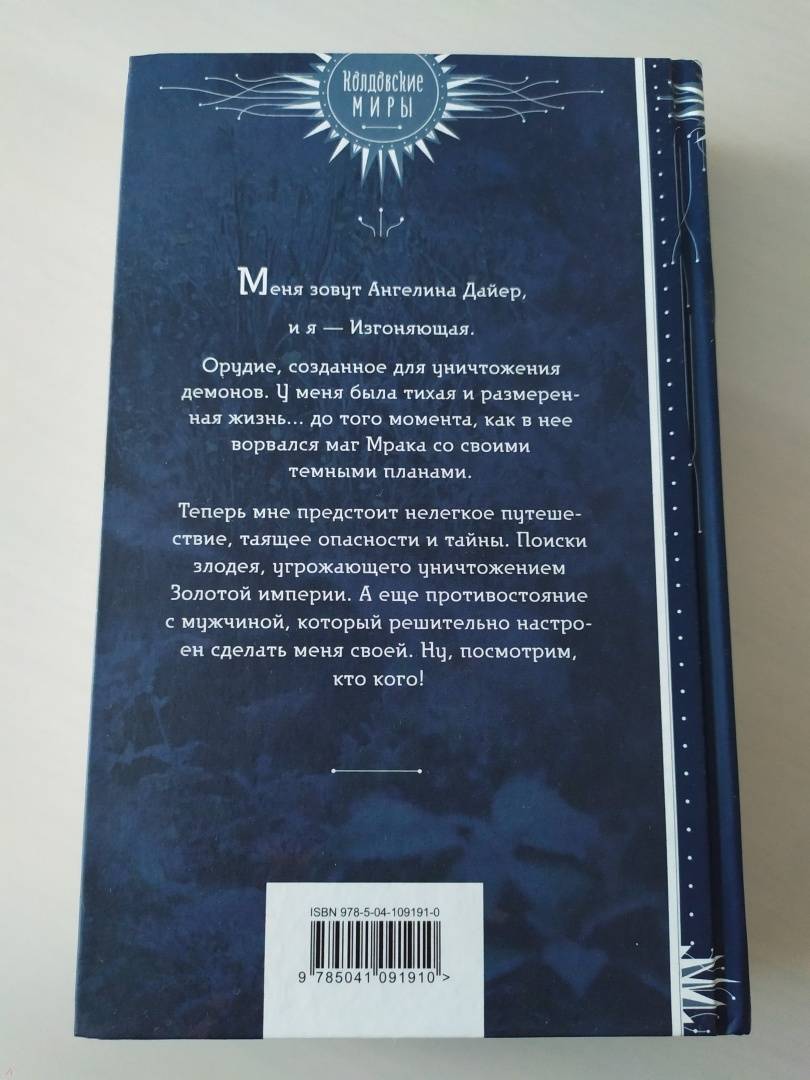 Колдовские
МИРЫ
Меня зовут Ангелина Дайер,
и я — Изгоняющая.
Орудие, созданное для уничтожения
демонов. У меня была тихая и размерен-
ная жизнь... до того момента, как в нее
ворвался маг Мрака со своими
темными планами.
Теперь мне предстоит нелегкое путеше-
ствие, таящее опасности и тайны. Поиски
злодея, угрожающего уничтожением
Золотой империи. А еще противостояние
с мужчиной, который решительно настро-
ен сделать меня своей. Ну, посмотрим,
кто кого!
ISBN 978-5-04-109191-0
9 785041 091910 >